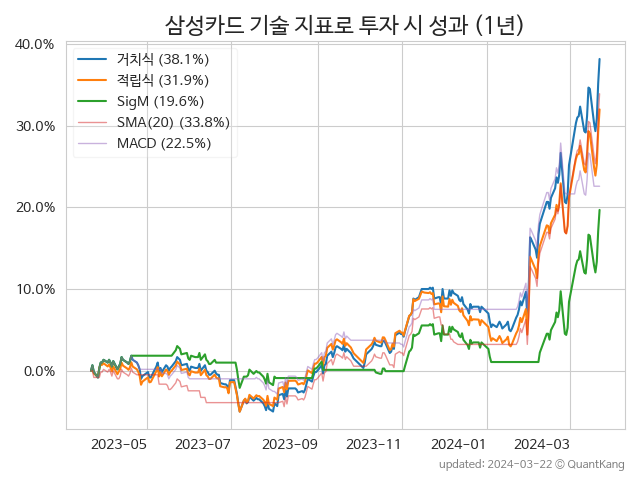 삼성카드 기술 지표로 투자 시 성과 (1년)
40.0%
30.0%
20.0%
10.0%
0.0%
거치식 (38.1%)
적립식 (31.9%)
SigM (19.6%)
SMA(20) (33.8%)
MACD (22.5%)
2023-05 2023-07 2023-09 2023-11 2024-01 2024-03
updated: 2024-03-22 © QuantKang